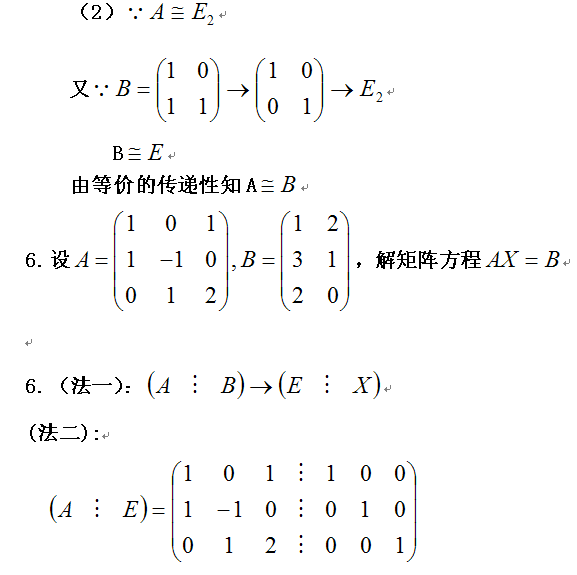 （2）∵ A ≅ E₂↵
又∵ B = (1 0; 1 1) → (1 0; 0 1) → E₂↵
B ≅ E↵
由等价的传递性知 A ≅ B↵
6. 设 A = (1 0 1; 1 -1 0; 0 1 2), B = (1 2; 3 1; 2 0)，解矩阵方程 AX = B↵
↵
6. （法一）：(A ⋮ B) → (E ⋮ X)↵
(法二):↵
(A ⋮ E) = (1 0 1 ⋮ 1 0 0; 1 -1 0 ⋮ 0 1 0; 0 1 2 ⋮ 0 0 1)